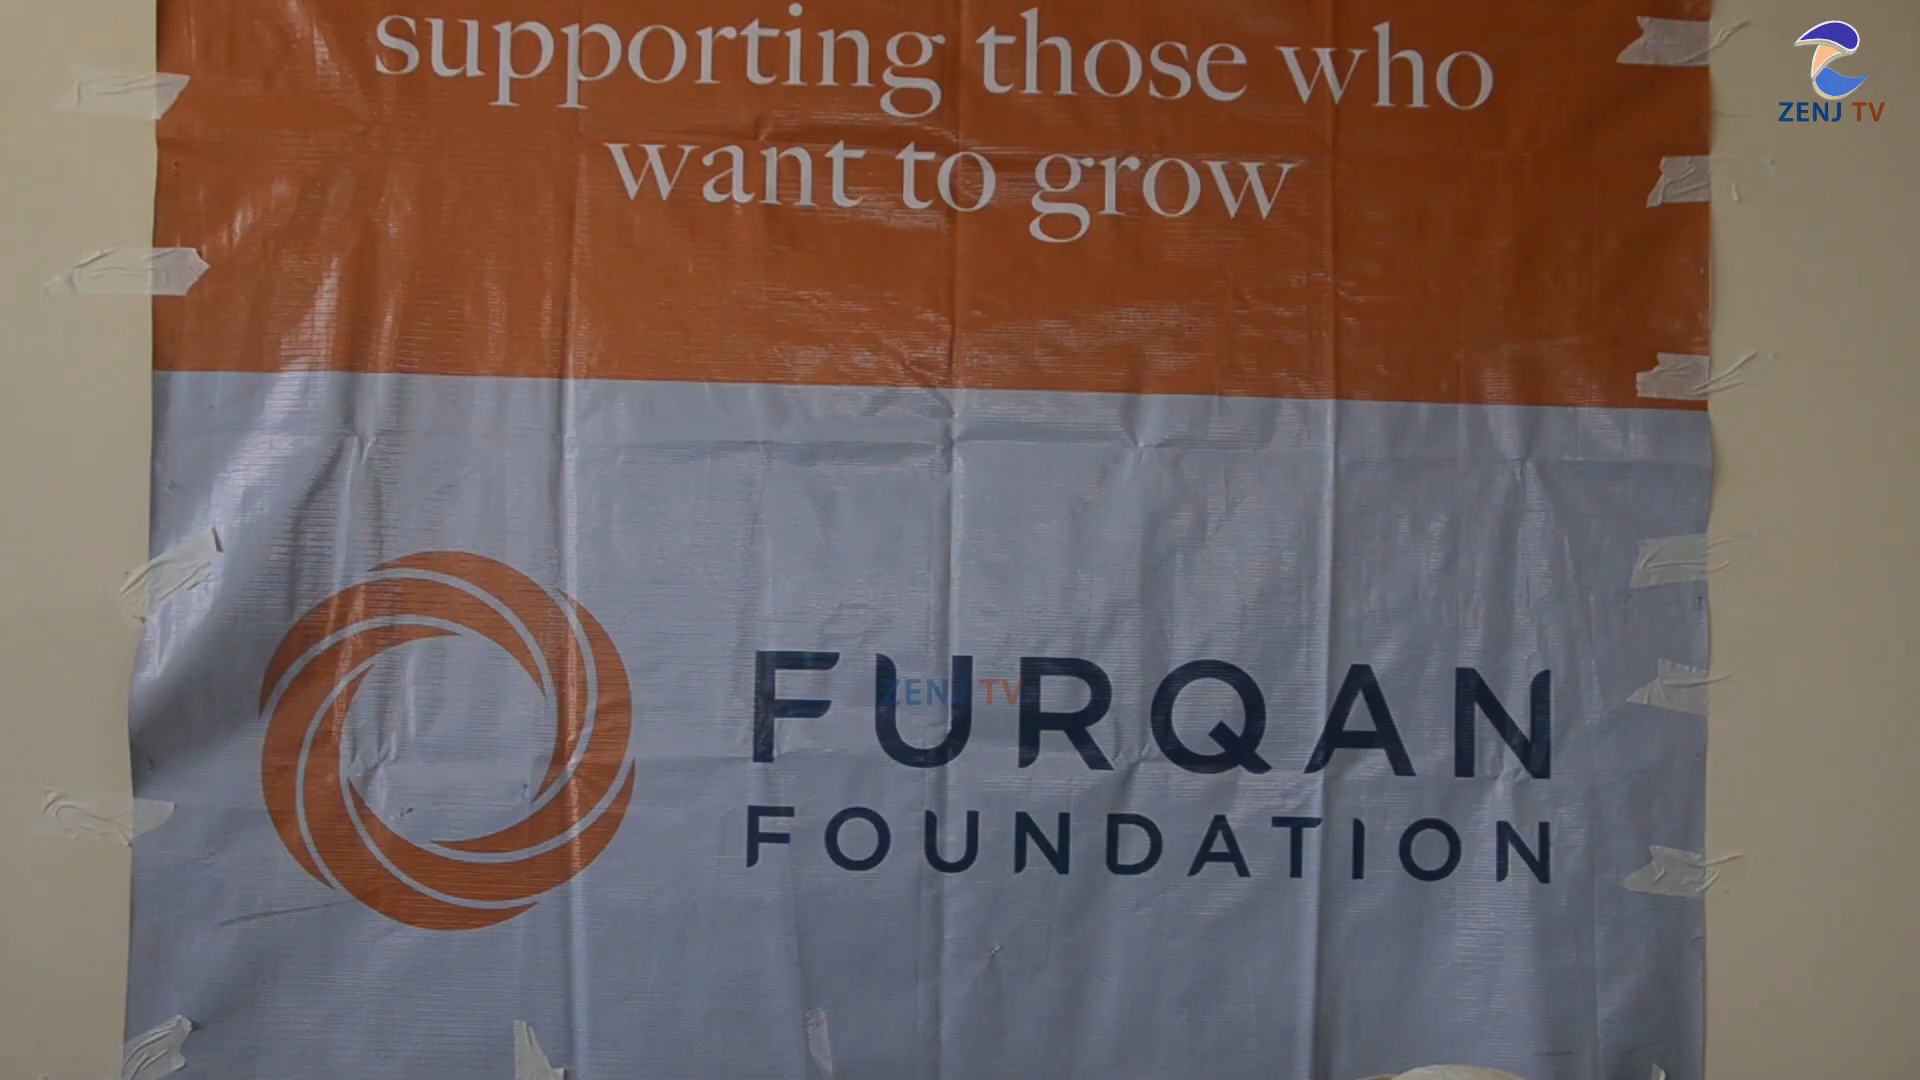 supporting those who
want to grow
ZENJ TV
ZENJ TV
FURQAN
FOUNDATION